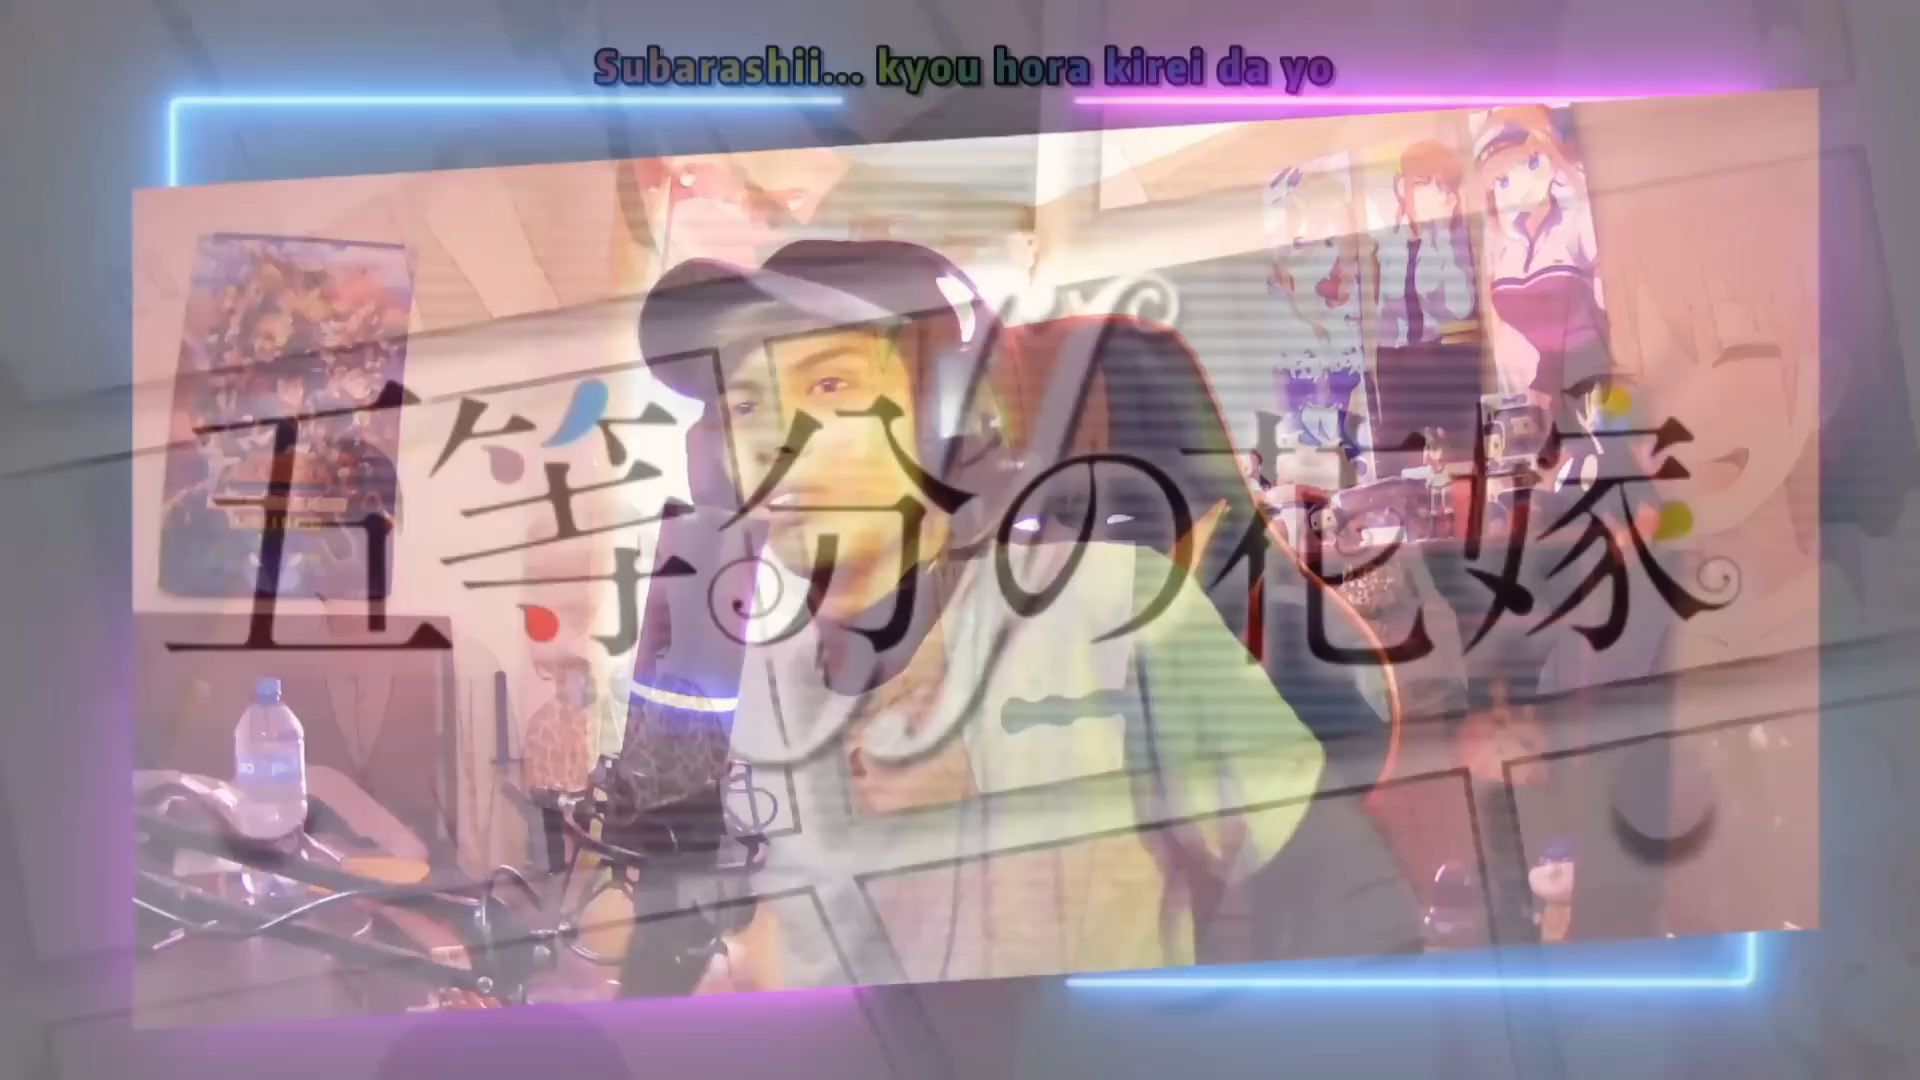 Subarashii... kyou hora kirei da yo
五等分の花嫁